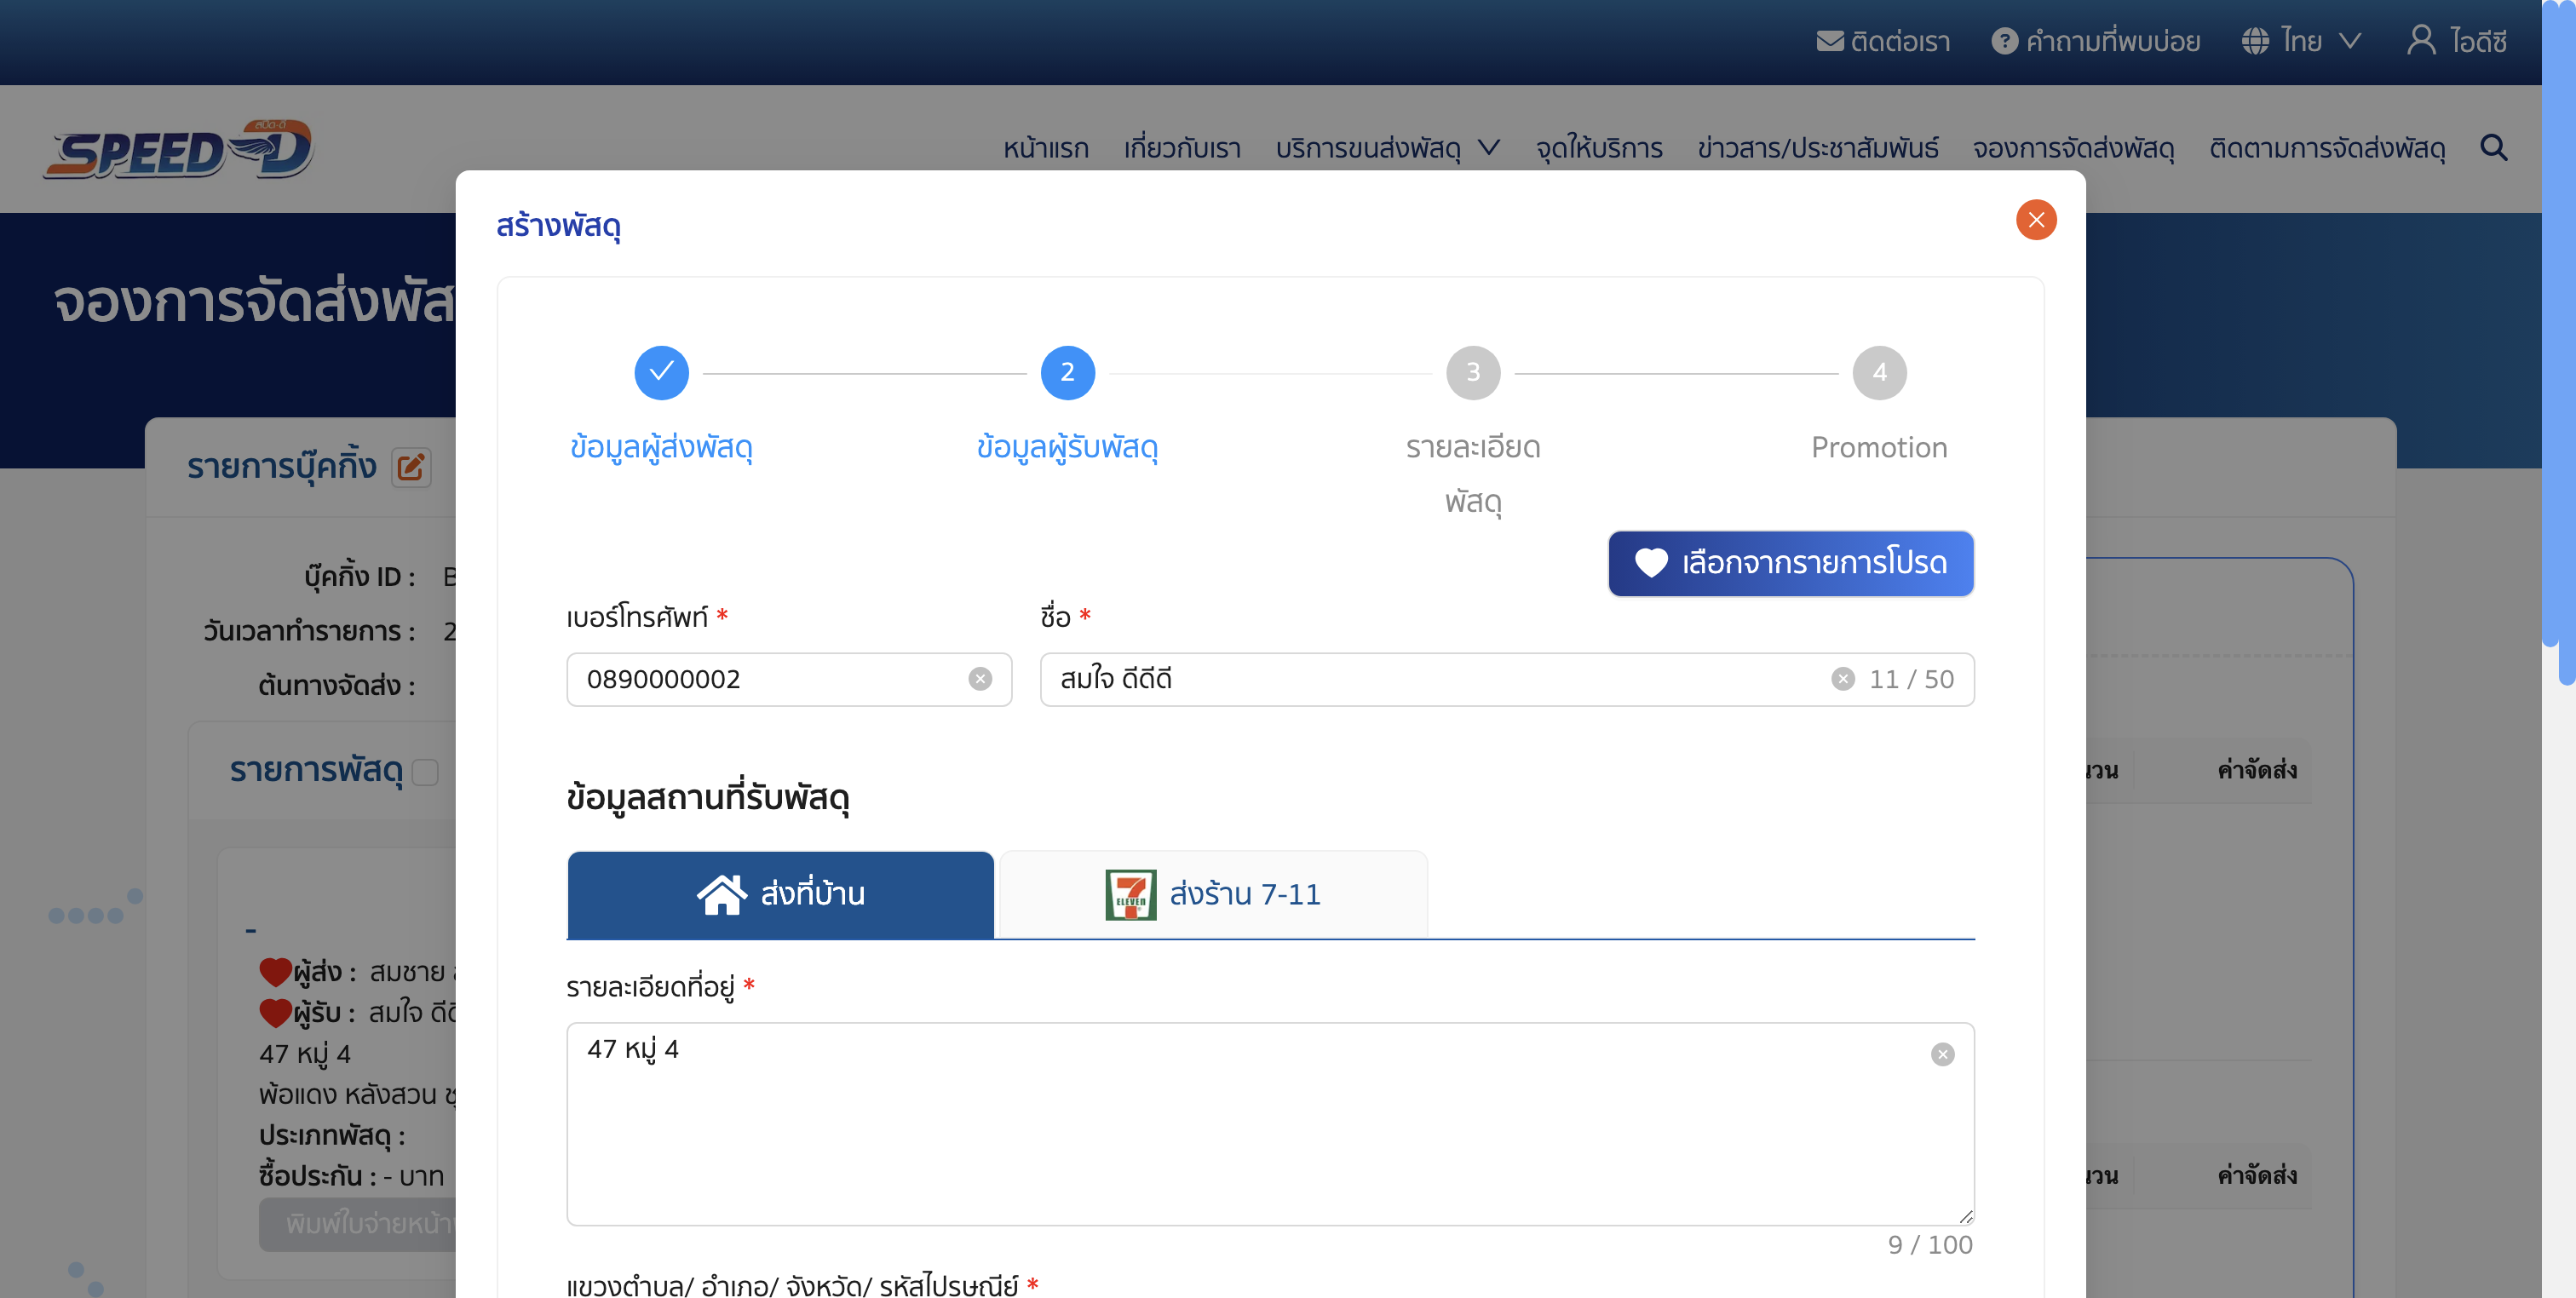 ติดต่อเรา
คำถามที่พบบ่อย
ไทย
ไอดีซี
SPEED-D
สปีด-ดี
หน้าแรก
เกี่ยวกับเรา
บริการขนส่งพัสดุ
จุดให้บริการ
ข่าวสาร/ประชาสัมพันธ์
จองการจัดส่งพัสดุ
ติดตามการจัดส่งพัสดุ
สร้างพัสดุ
จองการจัดส่งพัส
2
3
4
ข้อมูลผู้ส่งพัสดุ
ข้อมูลผู้รับพัสดุ
รายละเอียด
พัสดุ
Promotion
รายการบุ๊คกิ้ง
เลือกจากรายการโปรด
บุ๊คกิ้ง ID :
วันเวลาทำรายการ : 2
ต้นทางจัดส่ง :
เบอร์โทรศัพท์ *
ชื่อ *
0890000002
สมใจ ดีดีดี
11 / 50
รายการพัสดุ
ค่าจัดส่ง
ข้อมูลสถานที่รับพัสดุ
ส่งที่บ้าน
7 ELEVEN
ส่งร้าน 7-11
-
ผู้ส่ง : สมชาย
ผู้รับ : สมใจ ดีดี
47 หมู่ 4
พ้อแดง หลังสวน
ประเภทพัสดุ :
ซื้อประกัน : - บาท
พิมพ์ใบจ่ายหน้า
รายละเอียดที่อยู่ *
47 หมู่ 4
9 / 100
ค่าจัดส่ง
แขวงตำบล/ อำเภอ/ จังหวัด/ รหัสไปรษณีย์ *